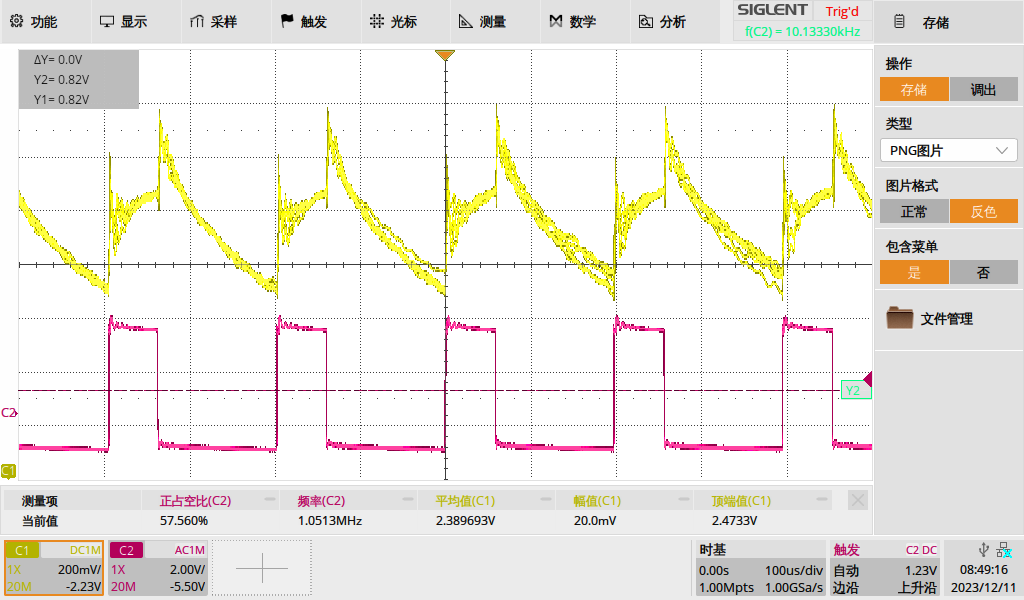 功能 显示 采样 触发 光标 测量 数学 分析 SIGLENT Trig'd 存储
f(C2) = 10.13330kHz
ΔY= 0.0V
Y2= 0.82V
Y1= 0.82V
操作
存储 调出
类型
PNG图片
图片格式
正常 反色
包含菜单
是 否
文件管理
Y2
C2
C1
测量项 正占空比(C2) 频率(C2) 平均值(C1) 幅值(C1) 顶端值(C1)
当前值 57.560% 1.0513MHz 2.389693V 20.0mV 2.4733V
C1 DC1M C2 AC1M 时基 触发 C2 DC
1X 200mV/ 1X 2.00V/ 0.00s 100us/div 自动 1.23V 08:49:16
20M -2.23V 20M -5.50V 1.00Mpts 1.00GSa/s 边沿 上升沿 2023/12/11